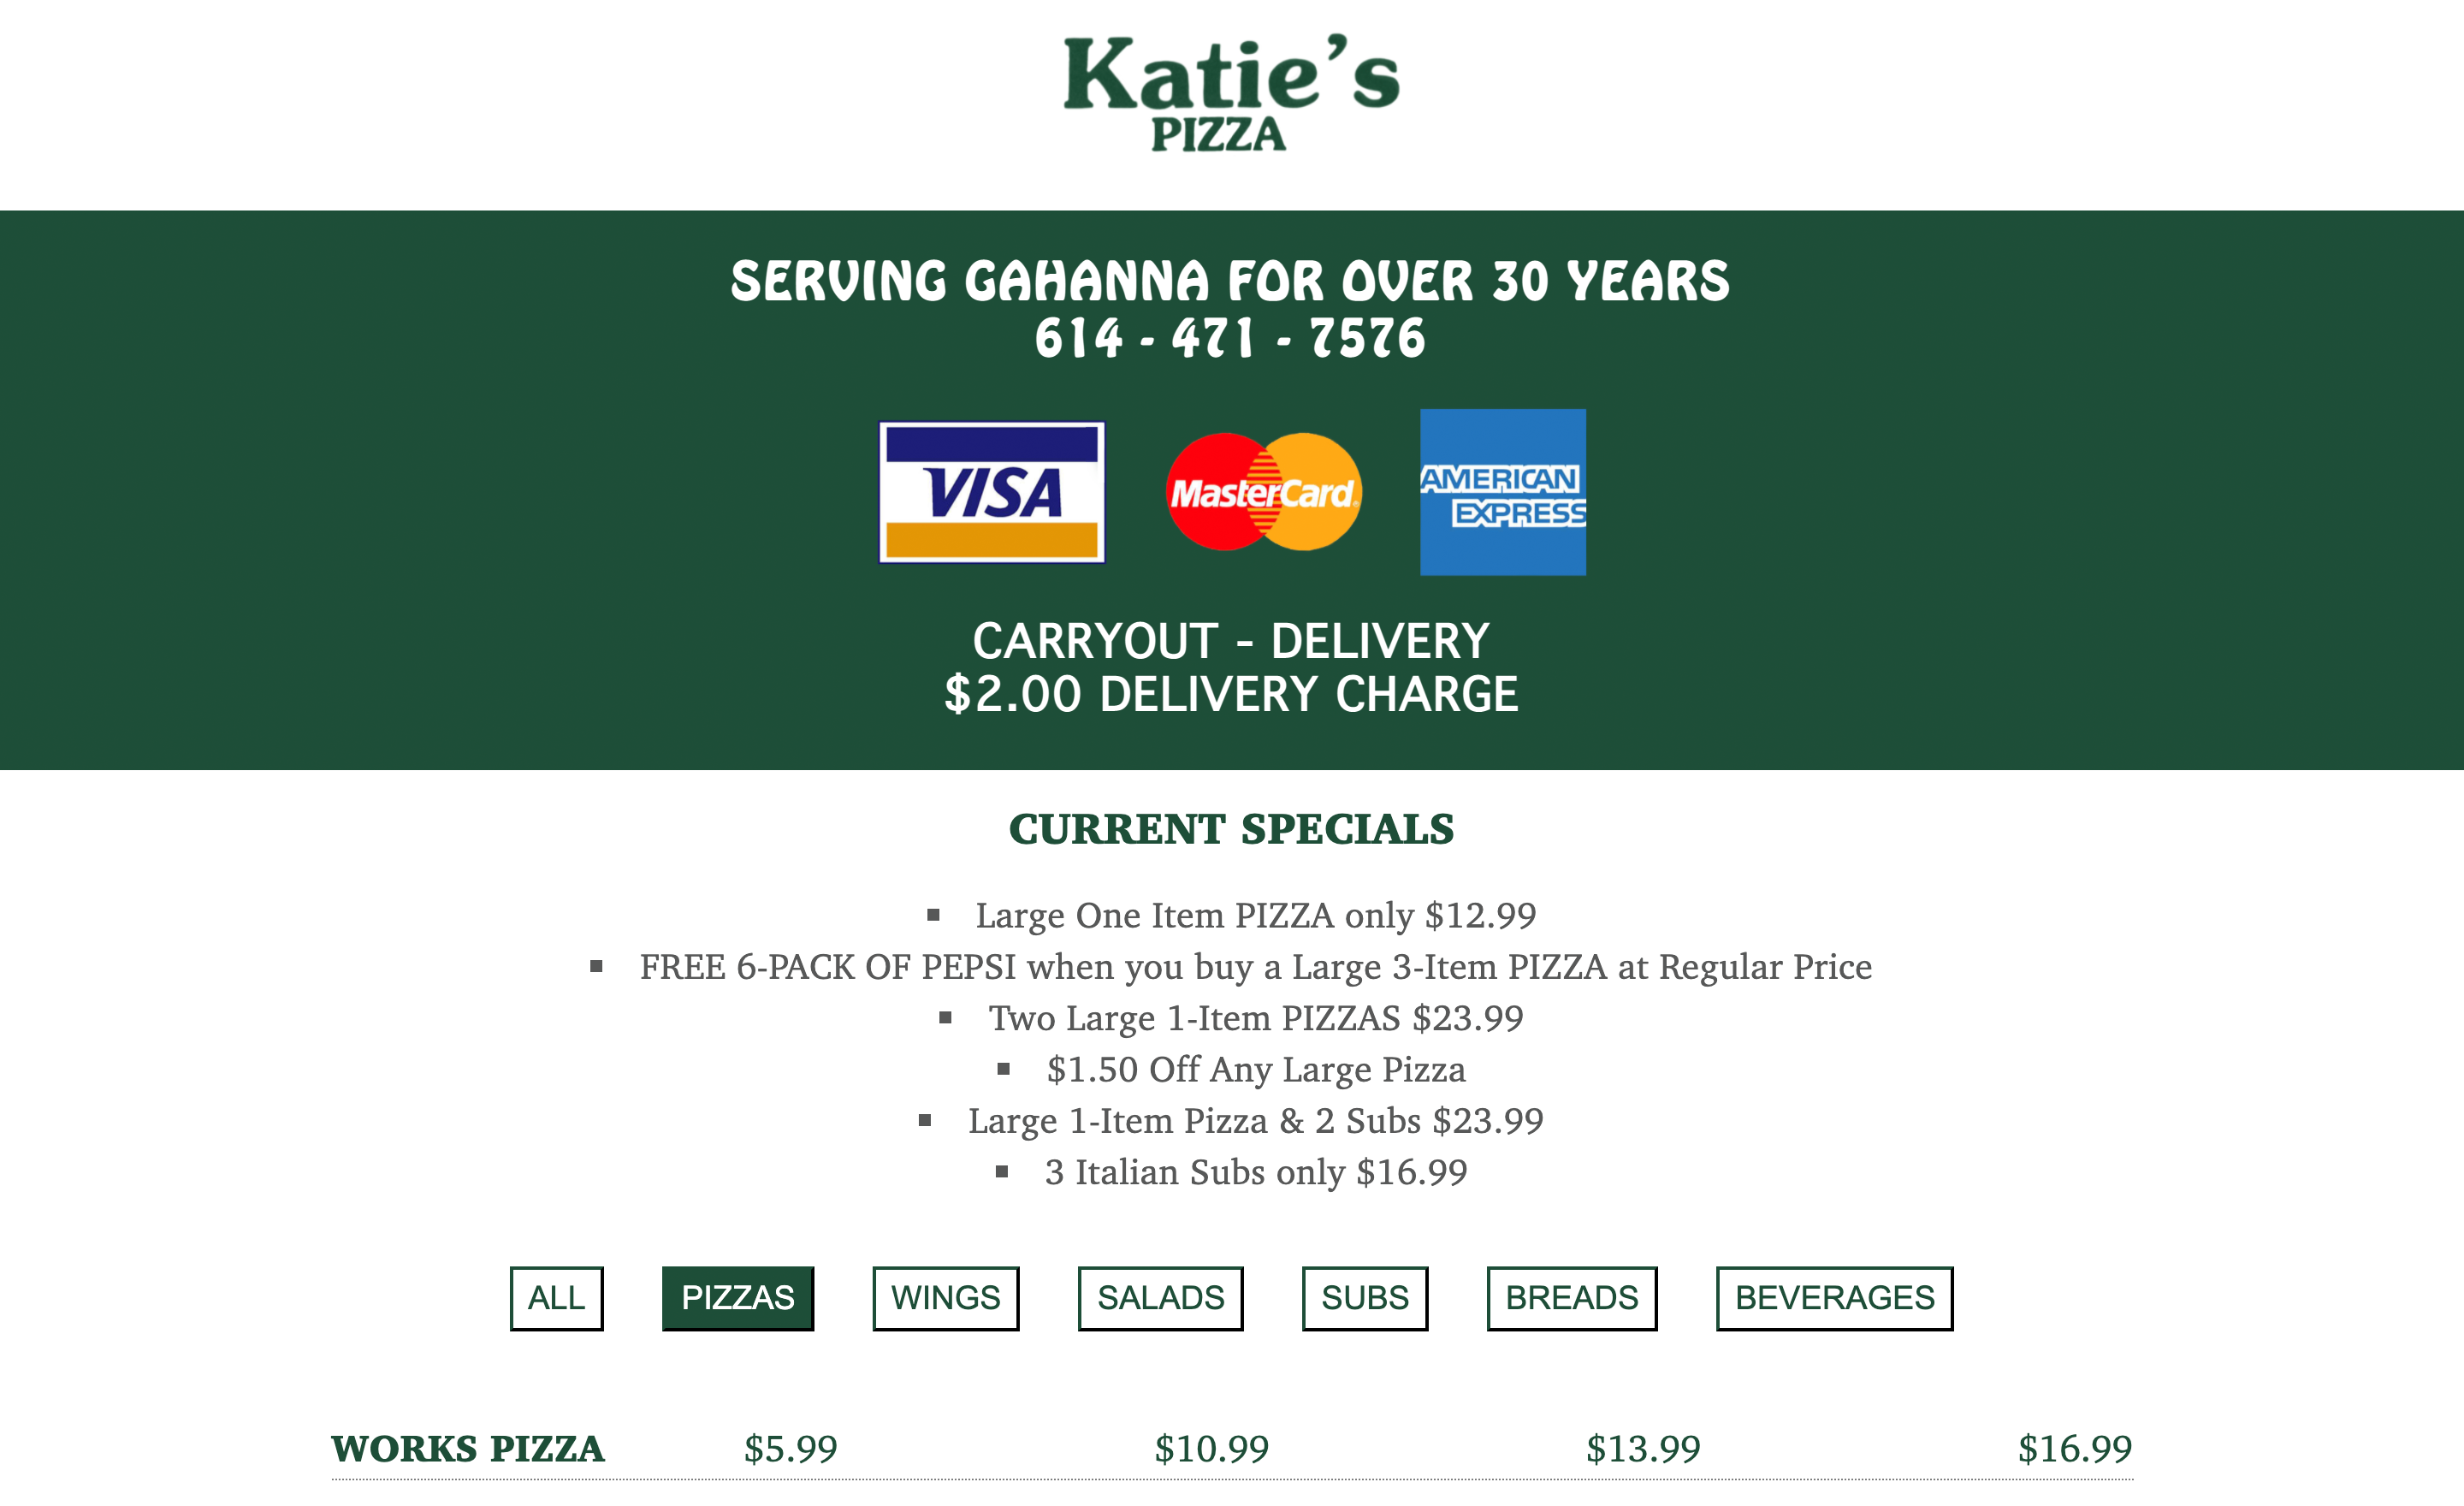 Katie's
PIZZA
SERVING GAHANNA FOR OVER 30 YEARS
614 - 471 - 7576
VISA
MasterCard
AMERICAN
EXPRESS
CARRYOUT - DELIVERY
$2.00 DELIVERY CHARGE
CURRENT SPECIALS
▪ Large One Item PIZZA only $12.99
▪ FREE 6-PACK OF PEPSI when you buy a Large 3-Item PIZZA at Regular Price
▪ Two Large 1-Item PIZZAS $23.99
▪ $1.50 Off Any Large Pizza
▪ Large 1-Item Pizza & 2 Subs $23.99
▪ 3 Italian Subs only $16.99
ALL PIZZAS WINGS SALADS SUBS BREADS BEVERAGES
WORKS PIZZA $5.99 $10.99 $13.99 $16.99